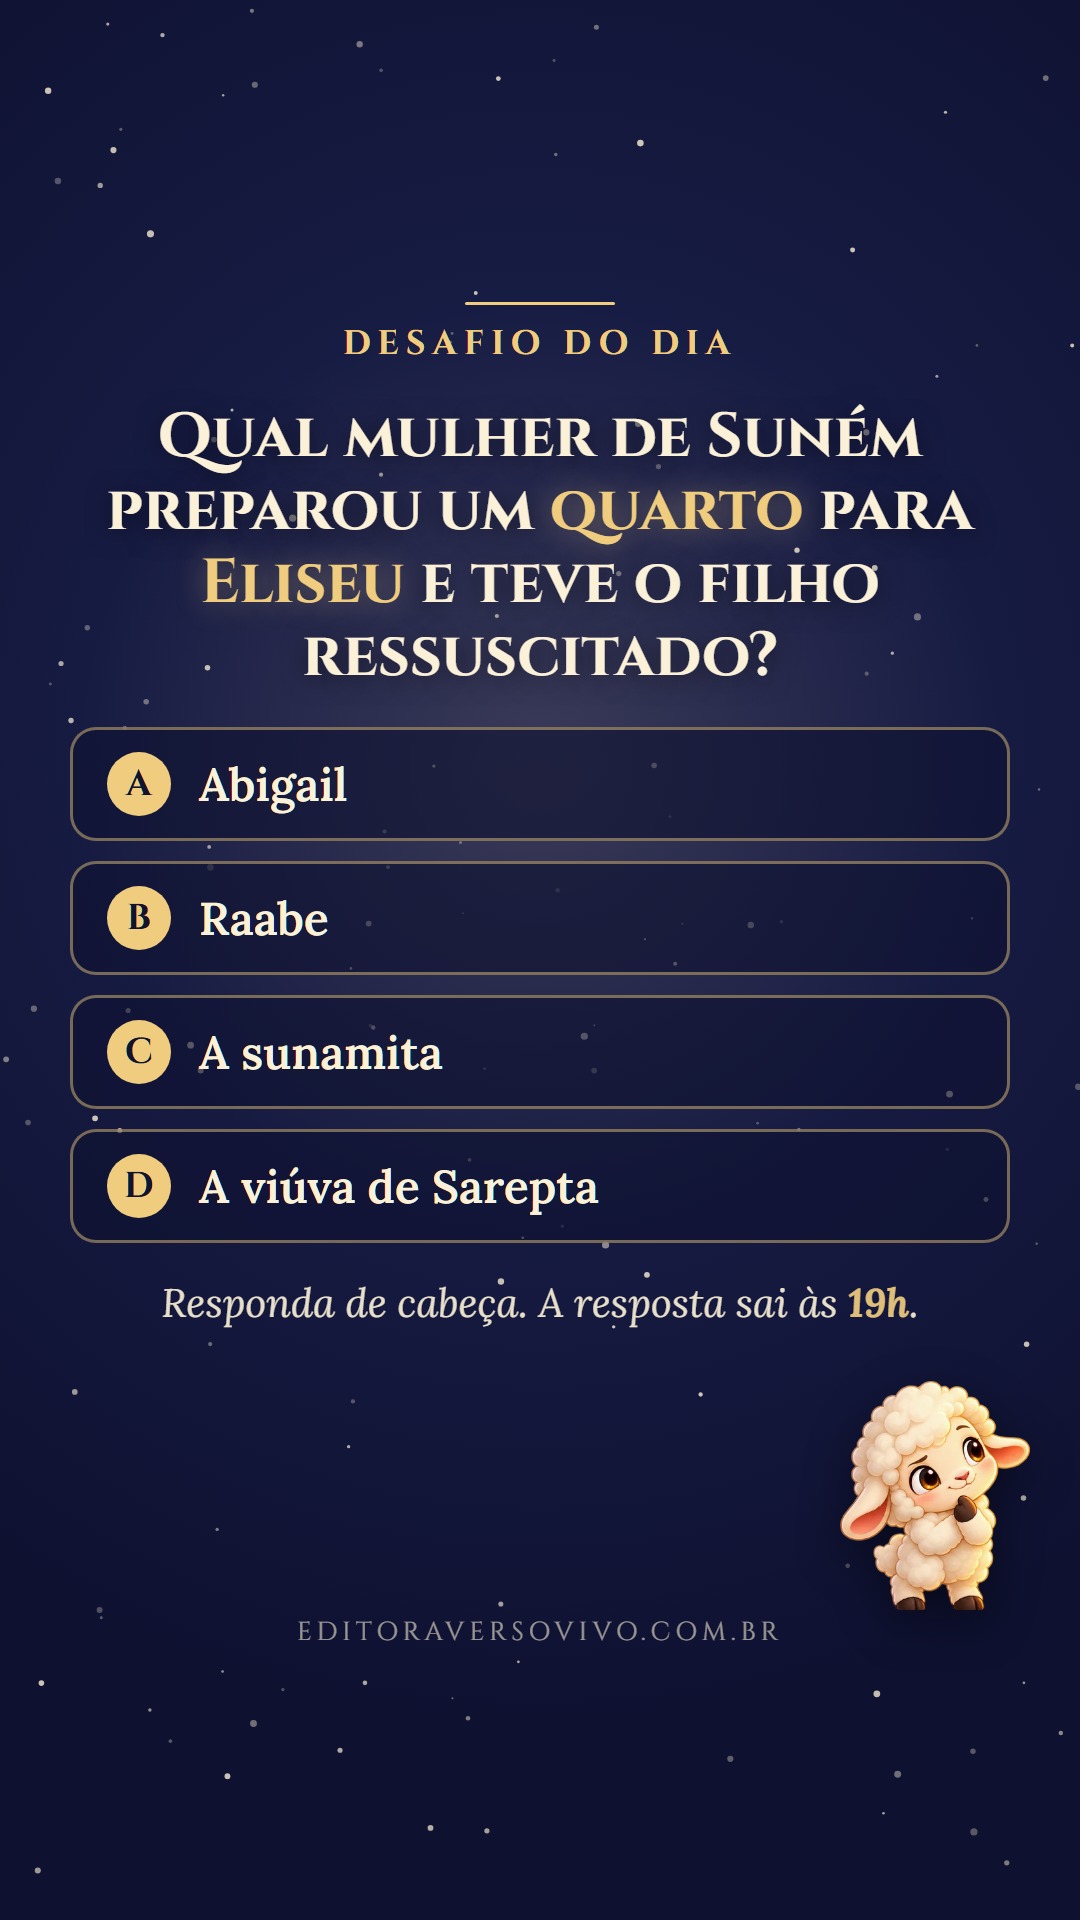 DESAFIO DO DIA
Qual mulher de Suném
preparou um quarto para
Eliseu e teve o filho
ressuscitado?
A Abigail
B Raabe
C A sunamita
D A viúva de Sarepta
Responda de cabeça. A resposta sai às 19h.
EDITORAVERSOVIVO.COM.BR